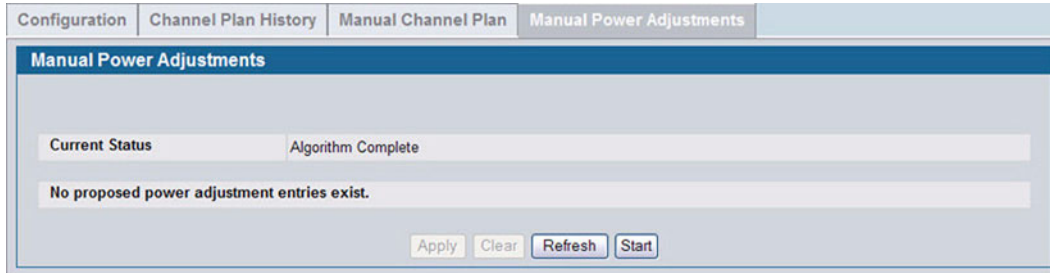 Configuration Channel Plan History Manual Channel Plan Manual Power Adjustments
Manual Power Adjustments
Current Status Algorithm Complete
No proposed power adjustment entries exist.
Apply Clear Refresh Start